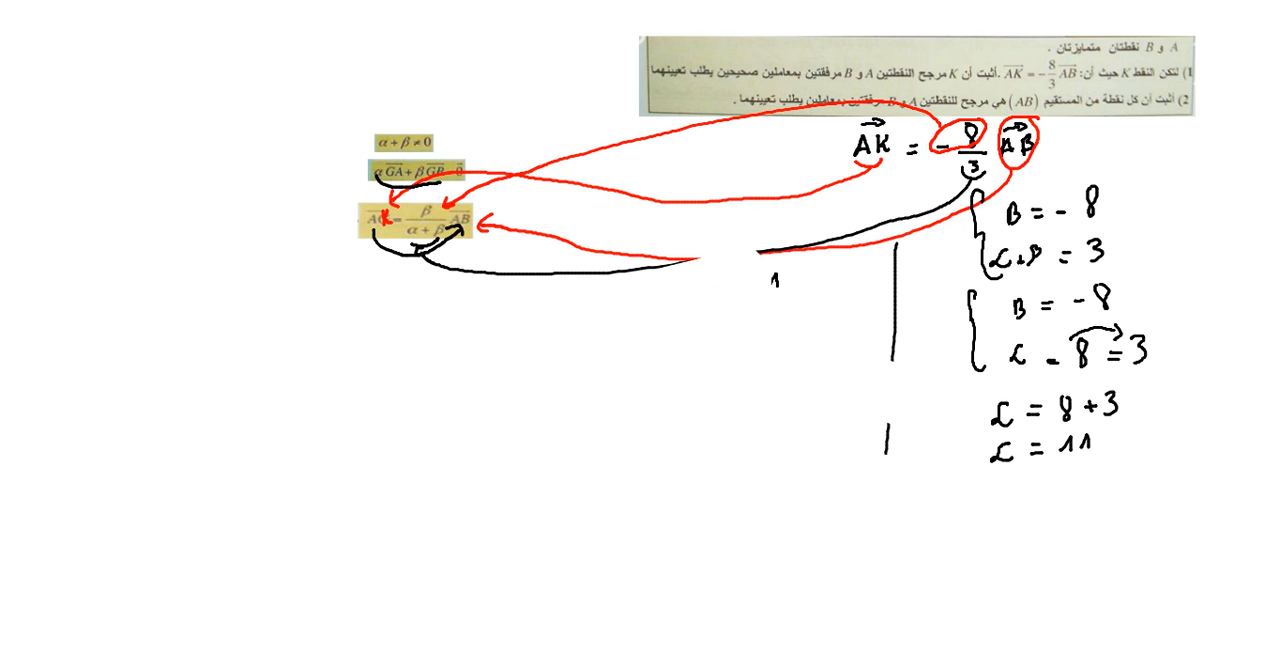 A و B نقطتان متمايزتان .
1) لتكن النقط K حيث أن: AK = -8/3 AB . أثبت أن K مرجح النقطتين A و B مرفقتين بمعاملين صحيحين يطلب تعيينهما
2) أثبت أن كل نقطة من المستقيم (AB) هي مرجح للنقطتين A و B مرفقتين بمعاملين يطلب تعيينهما .
AK = - 8/3 AB
α + β ≠ 0
αGA + βGB = 0
AK = β/(α + β) AB
1
B = - 8
α + β = 3
B = - 8
α - 8 = 3
α = 8 + 3
α = 11